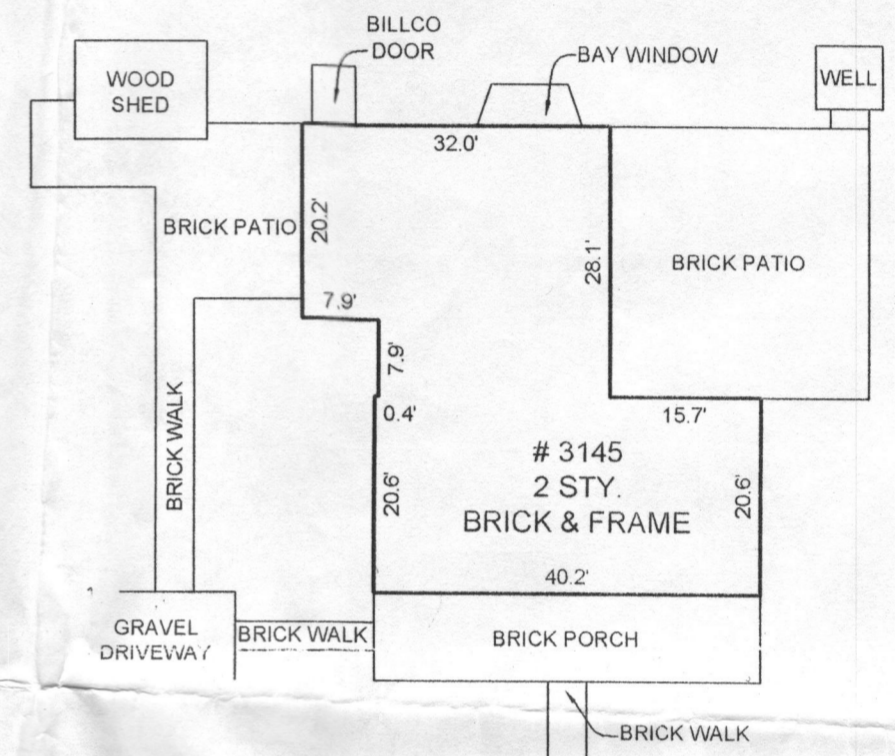 BILLCO
DOOR
BAY WINDOW
WOOD
SHED
WELL
32.0'
20.2'
BRICK PATIO
28.1'
BRICK PATIO
7.9'
7.9'
BRICK WALK
0.4'
15.7'
# 3145
2 STY.
BRICK & FRAME
20.6'
20.6'
40.2'
GRAVEL
DRIVEWAY
BRICK WALK
BRICK PORCH
BRICK WALK